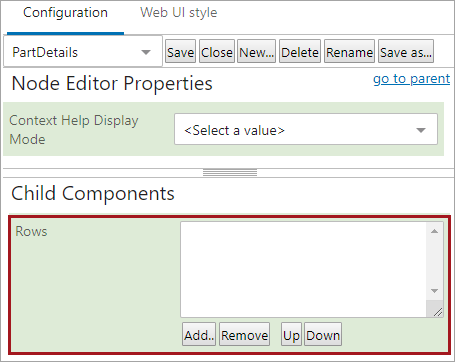 Configuration Web UI style
PartDetails Save Close New... Delete Rename Save as...
Node Editor Properties go to parent
Context Help Display Mode <Select a value>
Child Components
Rows
Add.. Remove Up Down